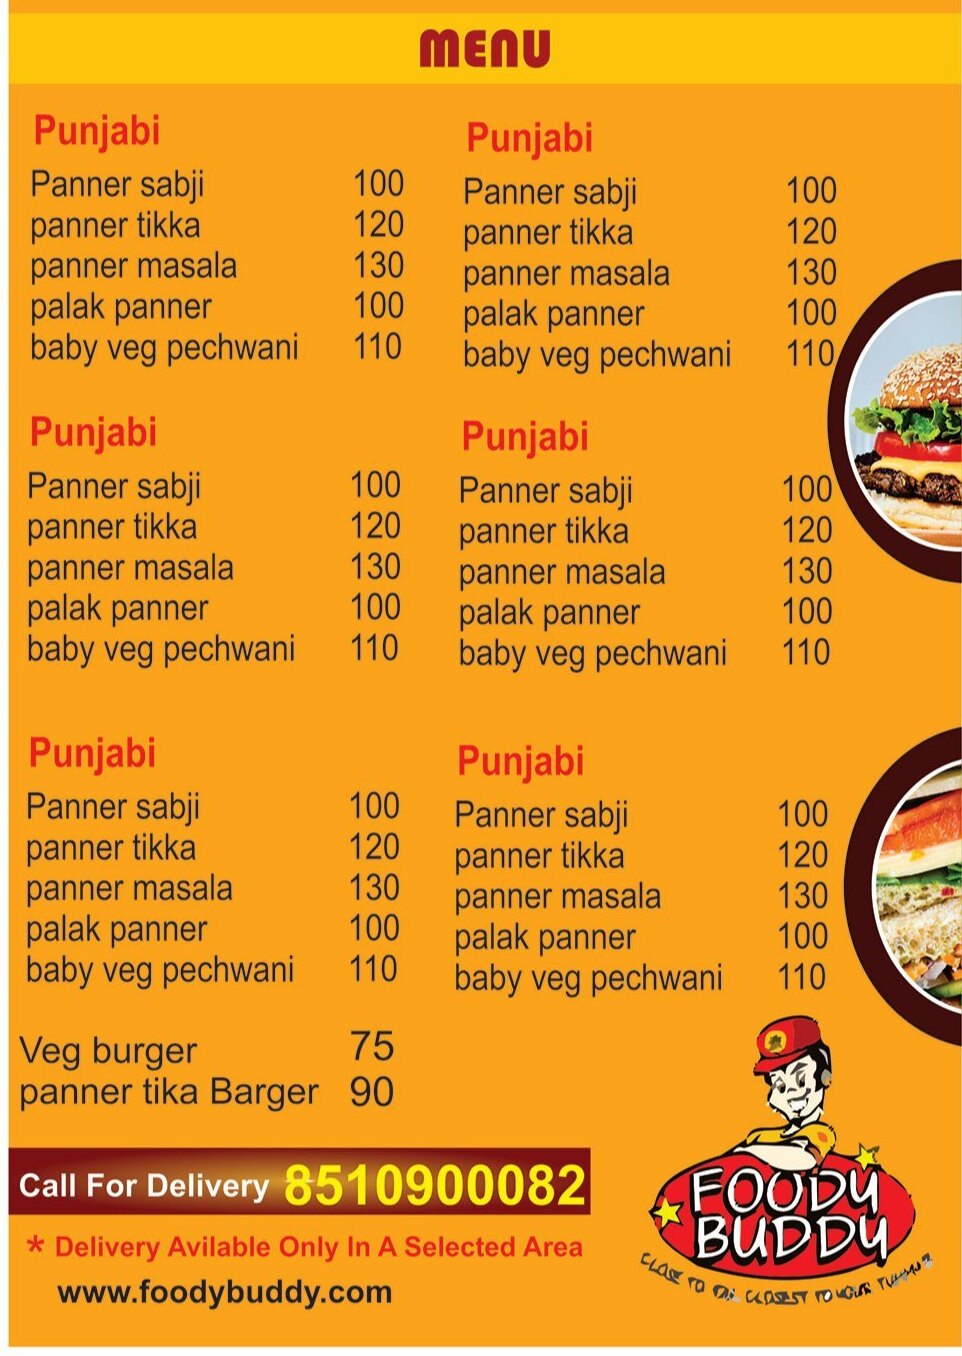 MENU
Punjabi
Panner sabji 100
panner tikka 120
panner masala 130
palak panner 100
baby veg pechwani 110
Punjabi
Panner sabji 100
panner tikka 120
panner masala 130
palak panner 100
baby veg pechwani 110
Punjabi
Panner sabji 100
panner tikka 120
panner masala 130
palak panner 100
baby veg pechwani 110
Punjabi
Panner sabji 100
panner tikka 120
panner masala 130
palak panner 100
baby veg pechwani 110
Punjabi
Panner sabji 100
panner tikka 120
panner masala 130
palak panner 100
baby veg pechwani 110
Punjabi
Panner sabji 100
panner tikka 120
panner masala 130
palak panner 100
baby veg pechwani 110
Veg burger 75
panner tika Barger 90
Call For Delivery 8510900082
* Delivery Avilable Only In A Selected Area
www.foodybuddy.com
FOODY
BUDDY
CLOSE TO CLOSEST TO YOUR